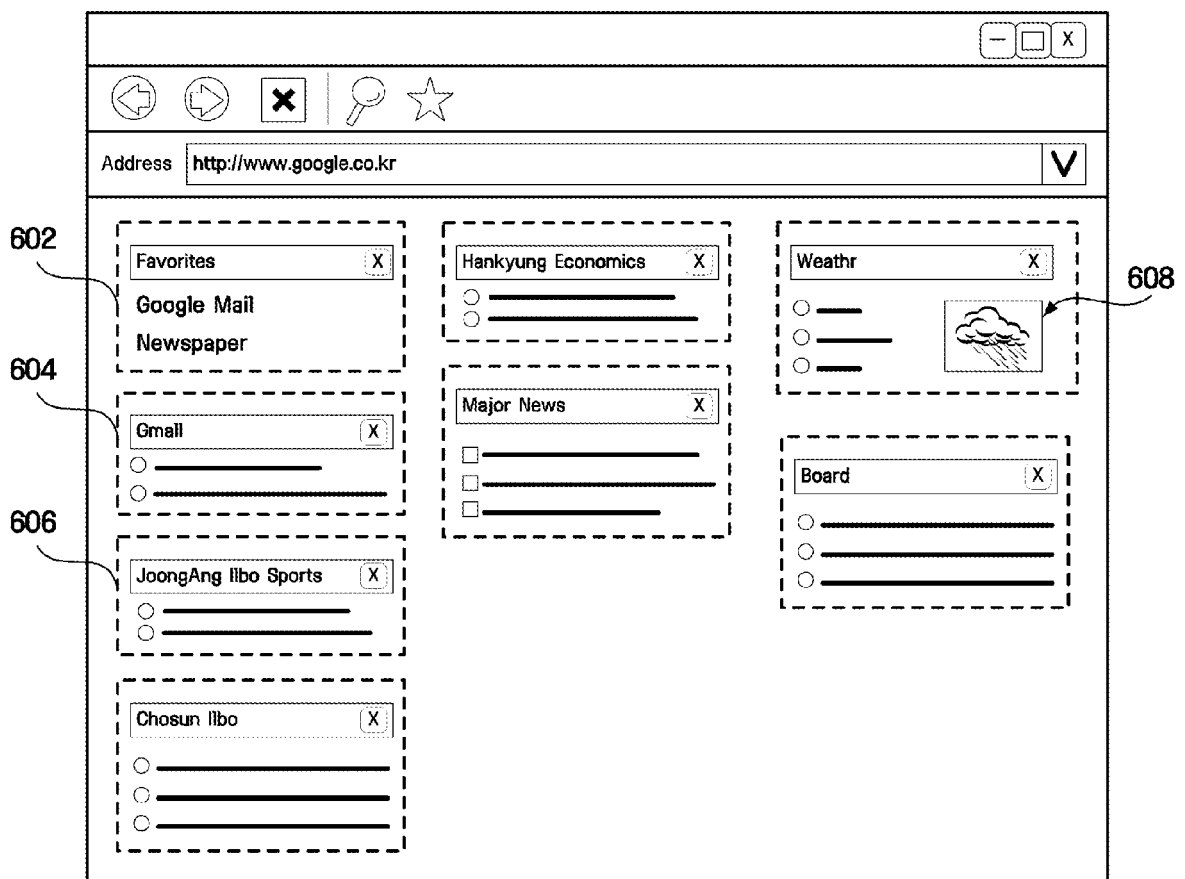 X
Address http://www.google.co.kr V
602
Favorites X
Google Mail
Newspaper
604
Gmail X
606
JoongAng Ilbo Sports X
Chosun Ilbo X
Hankyung Economics X
Major News X
Weathr X
608
Board X